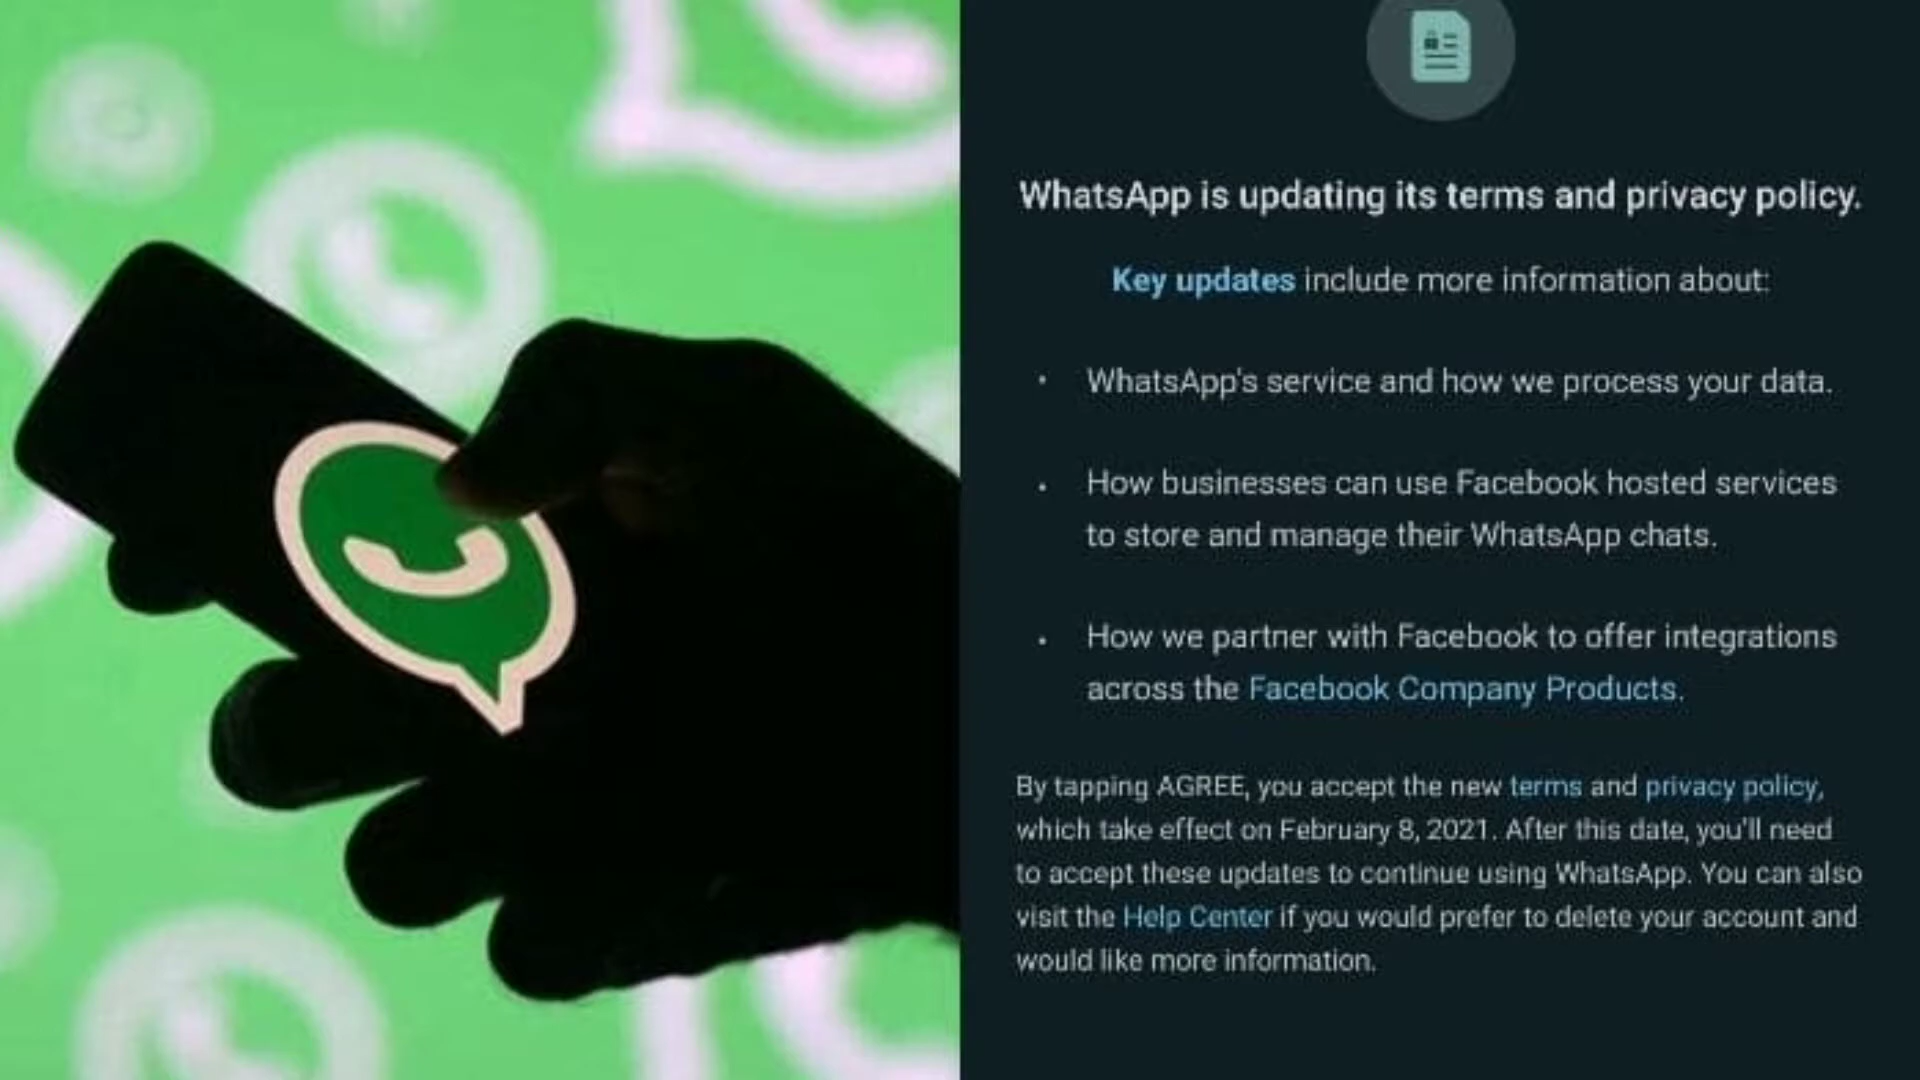 WhatsApp is updating its terms and privacy policy.
Key updates include more information about:
• WhatsApp's service and how we process your data.
• How businesses can use Facebook hosted services
to store and manage their WhatsApp chats.
• How we partner with Facebook to offer integrations
across the Facebook Company Products.
By tapping AGREE, you accept the new terms and privacy policy,
which take effect on February 8, 2021. After this date, you'll need
to accept these updates to continue using WhatsApp. You can also
visit the Help Center if you would prefer to delete your account and
would like more information.